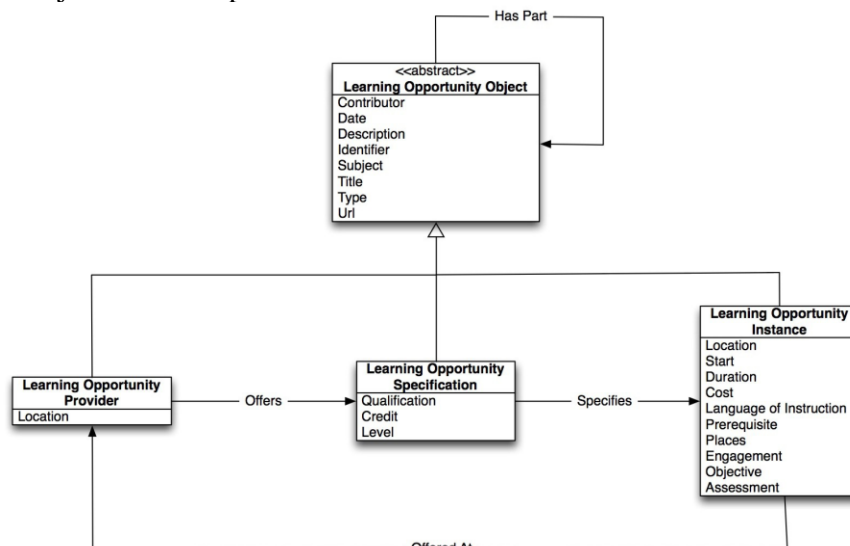 Has Part
<<abstract>>
Learning Opportunity Object
Contributor
Date
Description
Identifier
Subject
Title
Type
Url
Learning Opportunity
Provider
Location
Offers
Learning Opportunity
Specification
Qualification
Credit
Level
Specifies
Learning Opportunity
Instance
Location
Start
Duration
Cost
Language of Instruction
Prerequisite
Places
Engagement
Objective
Assessment
Offered At